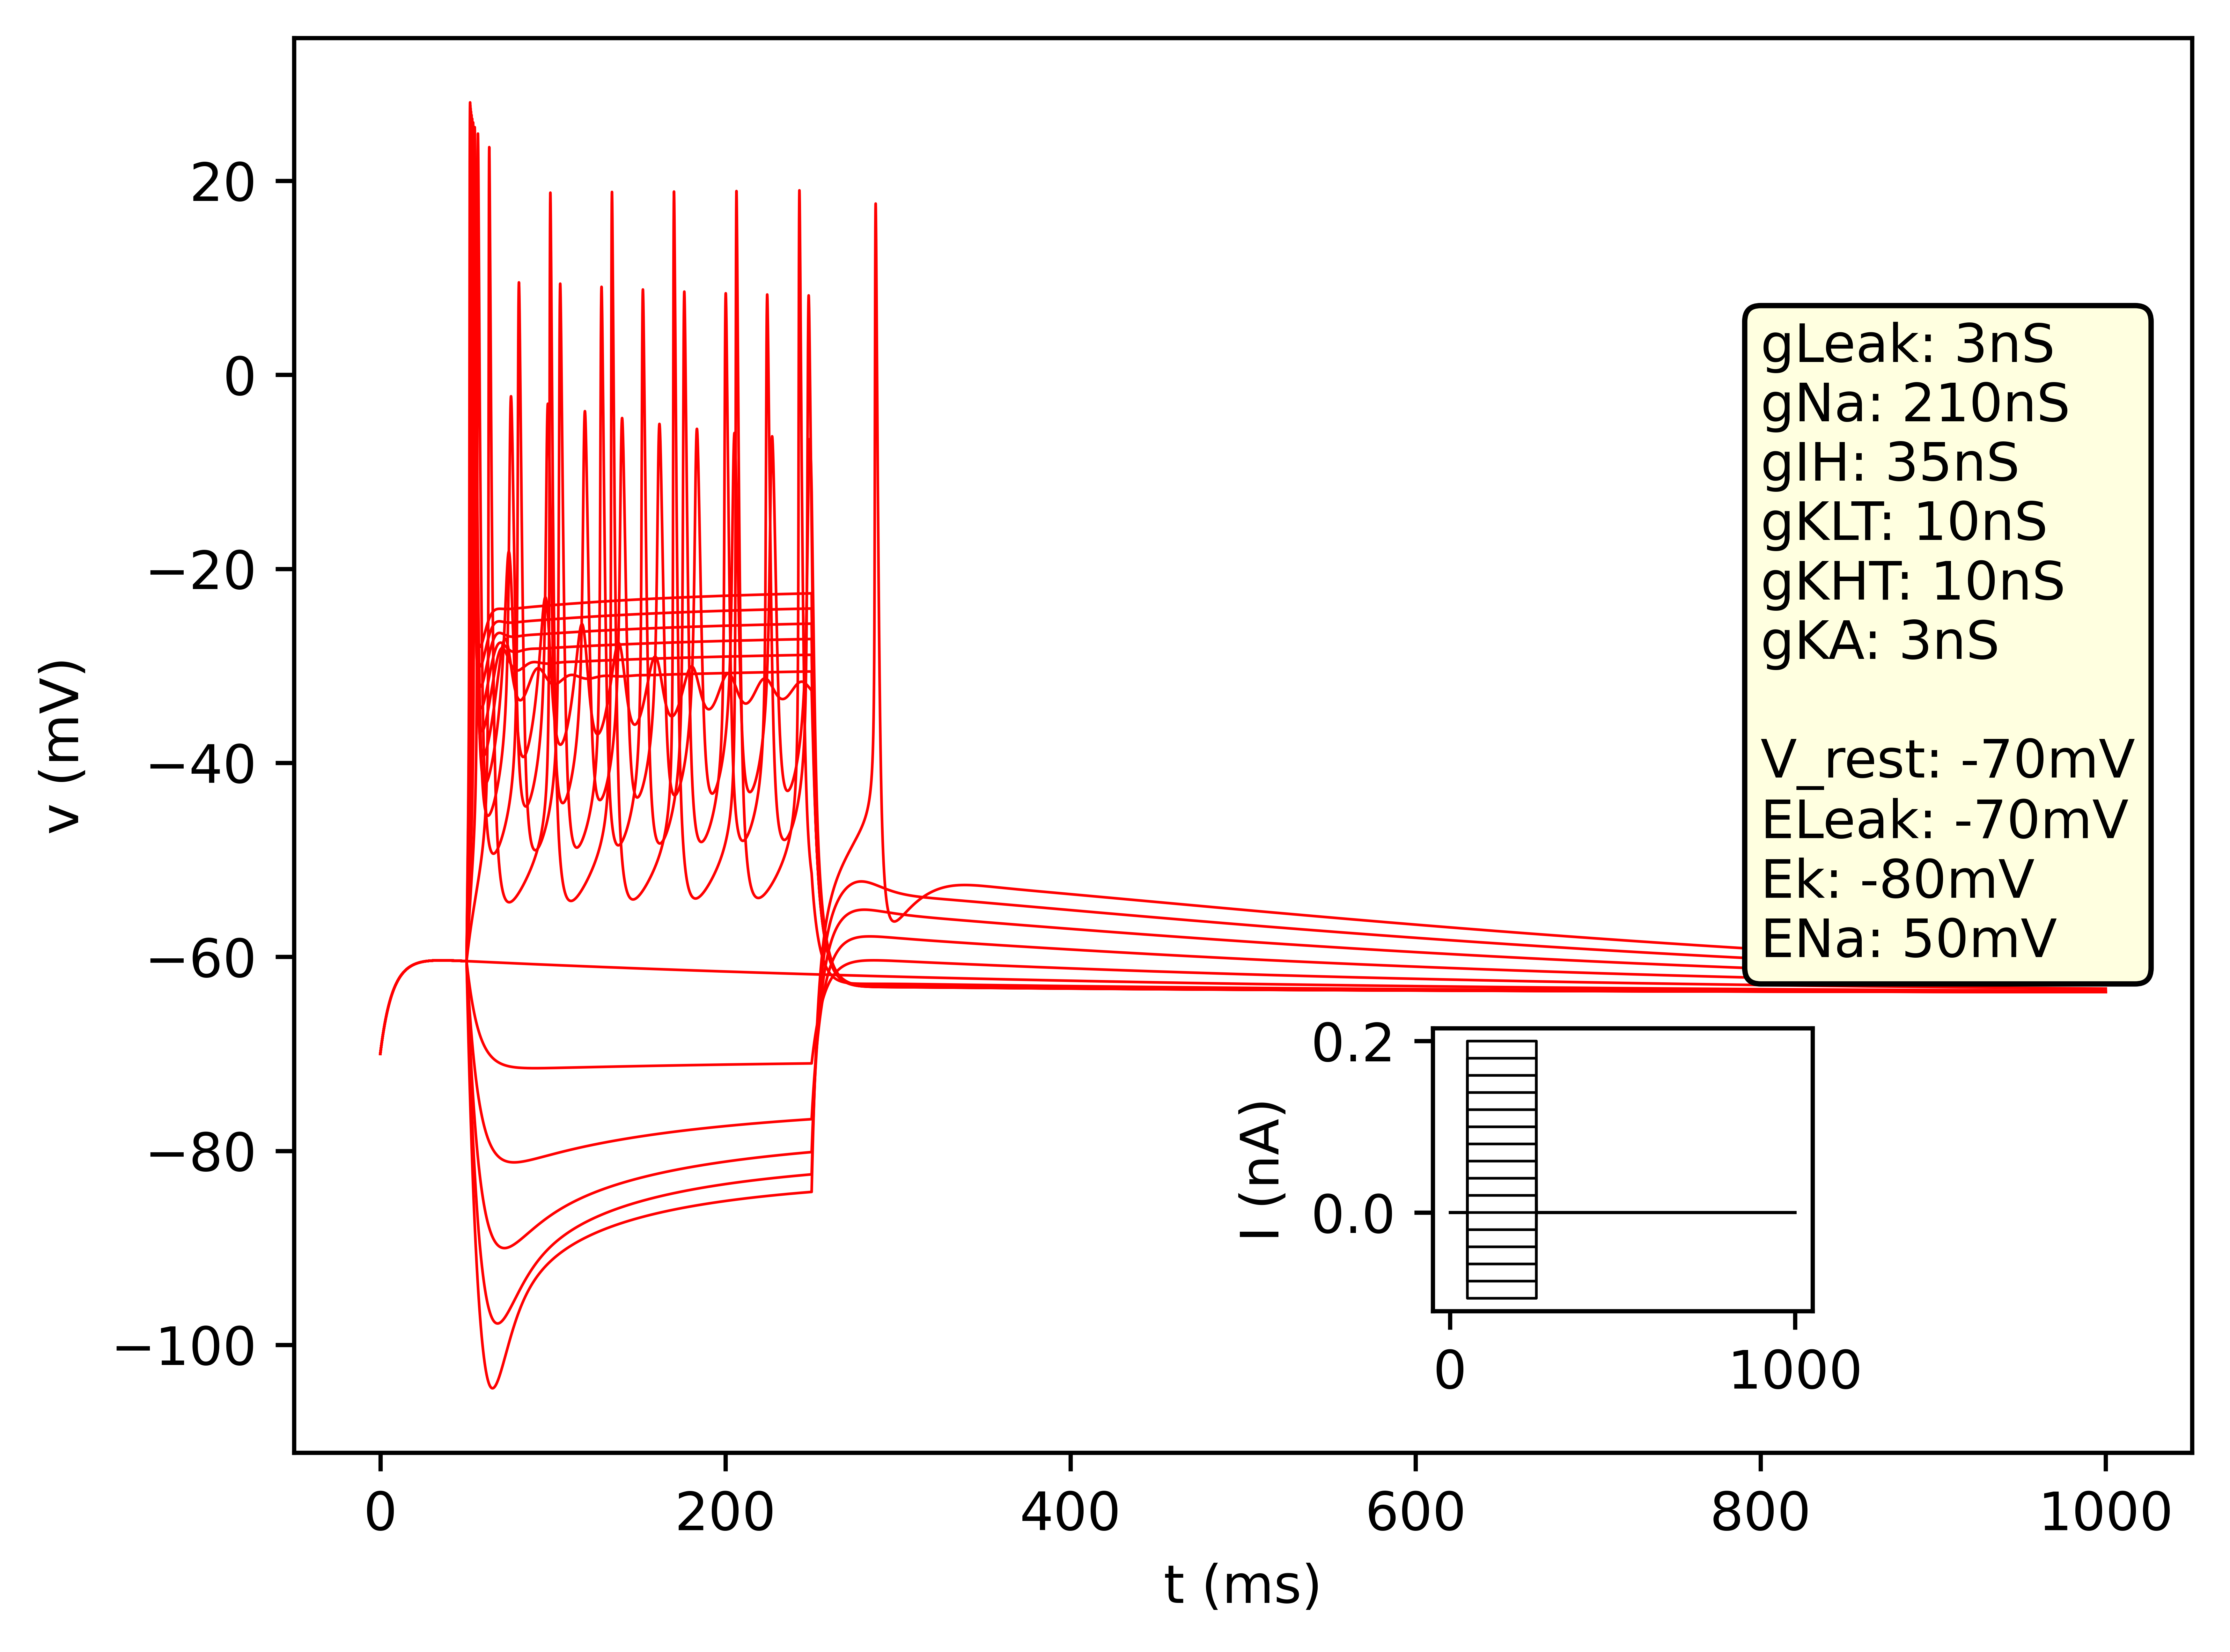 20
0
−20
−40
−60
−80
−100
v (mV)
0
200
400
600
800
1000
t (ms)
gLeak: 3nS
gNa: 210nS
gIH: 35nS
gKLT: 10nS
gKHT: 10nS
gKA: 3nS
V_rest: -70mV
ELeak: -70mV
Ek: -80mV
ENa: 50mV
0.2
0.0
I (nA)
0
1000